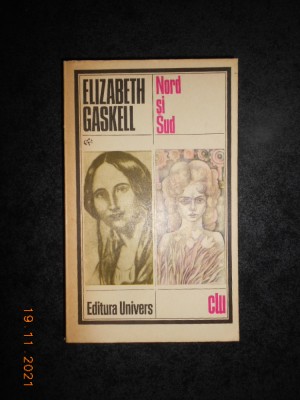 ELIZABETH
GASKELL
Nord
și
Sud
Editura Univers
clu
19 11 2021